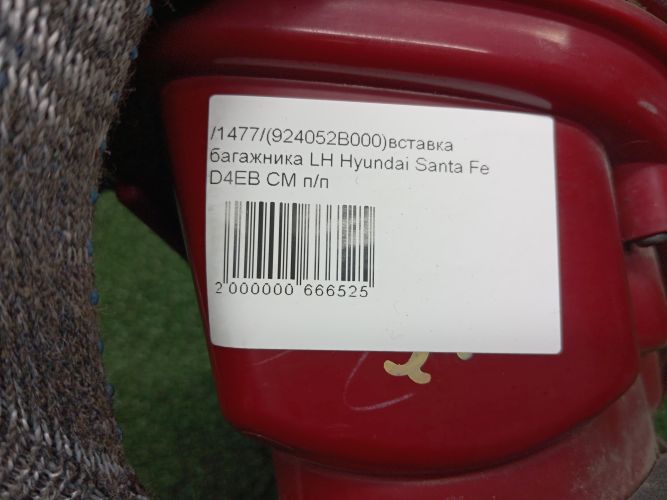 /1477/(924052B000)вставка
багажника LH Hyundai Santa Fe
D4EB CM п/п
2 000000 666525